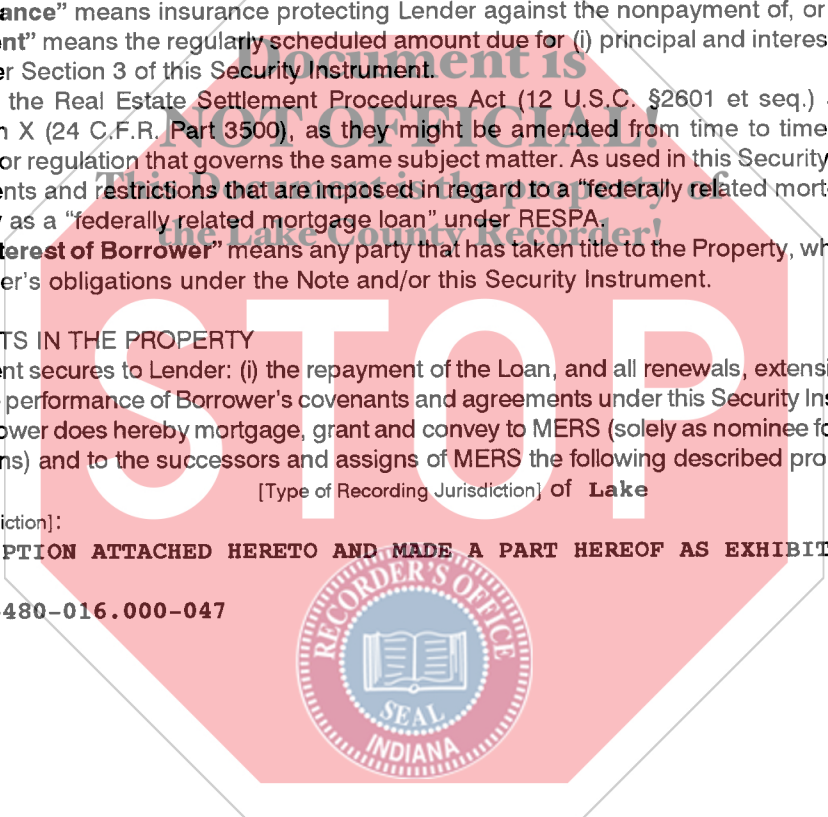 ance” means insurance protecting Lender against the nonpayment of, or
nt” means the regularly scheduled amount due for (i) principal and interes
er Section 3 of this Security Instrument.
Document is
the Real Estate Settlement Procedures Act (12 U.S.C. §2601 et seq.)
n X (24 C.F.R. Part 3500), as they might be amended from time to time
NOT OFFICIAL!
or regulation that governs the same subject matter. As used in this Security
nts and restrictions that are imposed in regard to a “federally related mort-
This Document is the property of
y as a “federally related mortgage loan” under RESPA.
the Lake County Recorder!
terest of Borrower” means any party that has taken title to the Property, wh
er’s obligations under the Note and/or this Security Instrument.
TS IN THE PROPERTY
nt secures to Lender: (i) the repayment of the Loan, and all renewals, extensi
performance of Borrower's covenants and agreements under this Security Ins
STOP
ower does hereby mortgage, grant and convey to MERS (solely as nominee fo
ns) and to the successors and assigns of MERS the following described pro
[Type of Recording Jurisdiction] of Lake
iction]:
PTION ATTACHED HERETO AND MADE A PART HEREOF AS EXHIBIT
480-016.000-047
RECORDER'S OFFICE
SEAL
INDIANA